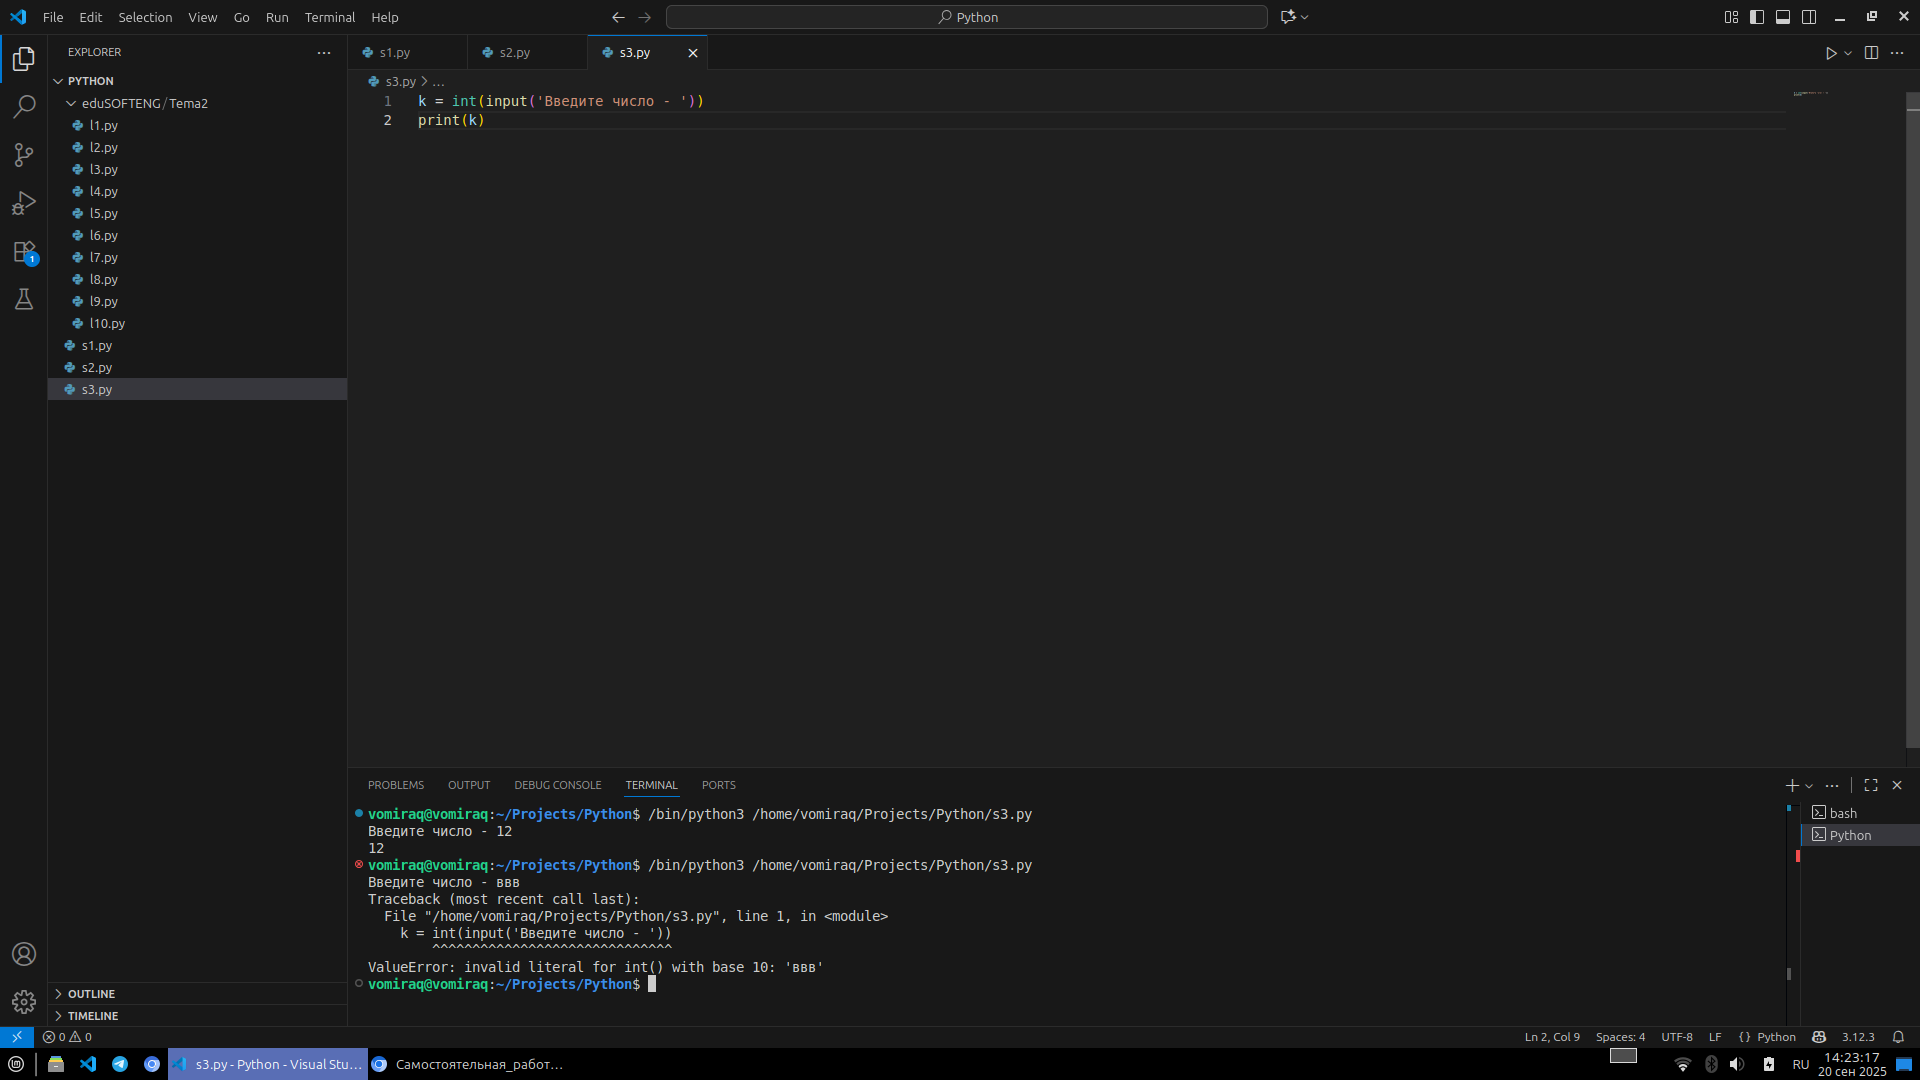 File Edit Selection View Go Run Terminal Help
Python
EXPLORER
PYTHON
eduSOFTENG/Tema2
l1.py
l2.py
l3.py
l4.py
l5.py
l6.py
l7.py
l8.py
l9.py
l10.py
s1.py
s2.py
s3.py
OUTLINE
TIMELINE
1
s1.py s2.py s3.py
s3.py > ...
1 k = int(input('Введите число - '))
2 print(k)
PROBLEMS OUTPUT DEBUG CONSOLE TERMINAL PORTS
vomiraq@vomiraq:~/Projects/Python$ /bin/python3 /home/vomiraq/Projects/Python/s3.py
Введите число - 12
12
vomiraq@vomiraq:~/Projects/Python$ /bin/python3 /home/vomiraq/Projects/Python/s3.py
Введите число - ввв
Traceback (most recent call last):
  File "/home/vomiraq/Projects/Python/s3.py", line 1, in <module>
    k = int(input('Введите число - '))
        ^^^^^^^^^^^^^^^^^^^^^^^^^^^^^^
ValueError: invalid literal for int() with base 10: 'ввв'
vomiraq@vomiraq:~/Projects/Python$
bash
Python
0 0
Ln 2, Col 9 Spaces: 4 UTF-8 LF {} Python 3.12.3
s3.py - Python - Visual Stu...
Самостоятельная_работ...
RU
14:23:17
20 сен 2025